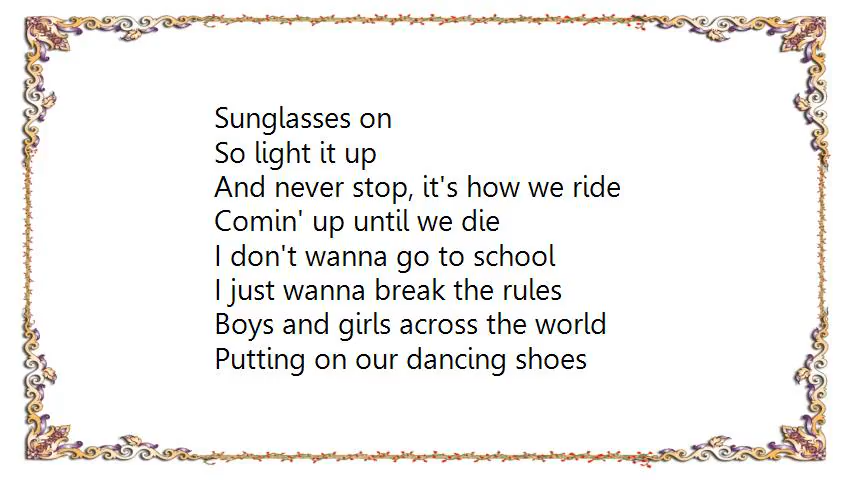 Sunglasses on
So light it up
And never stop, it's how we ride
Comin' up until we die
I don't wanna go to school
I just wanna break the rules
Boys and girls across the world
Putting on our dancing shoes